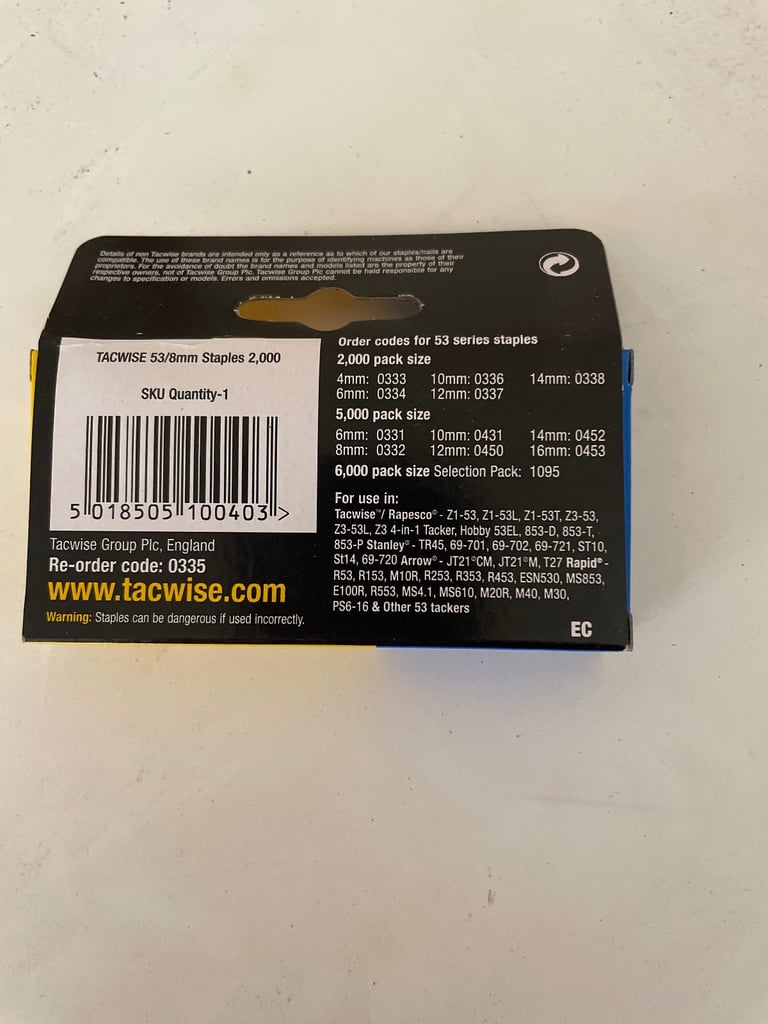 Details of non Tacwise brands are intended only as a reference as to which of our staples/nails are
compatible. The use of these brand names is for the purpose of identifying machines as those of their
proprietors. For the avoidance of doubt the brand names and models listed are the property of their
respective owners, not of Tacwise Group Plc. Tacwise Group Plc cannot be held responsible for any
changes to specification or models. Errors and omissions accepted.
TACWISE 53/8mm Staples 2,000
SKU Quantity-1
5 018505 100403 >
Tacwise Group Plc, England
Re-order code: 0335
www.tacwise.com
Warning: Staples can be dangerous if used incorrectly.
Order codes for 53 series staples
2,000 pack size
4mm: 0333 10mm: 0336 14mm: 0338
6mm: 0334 12mm: 0337
5,000 pack size
6mm: 0331 10mm: 0431 14mm: 0452
8mm: 0332 12mm: 0450 16mm: 0453
6,000 pack size Selection Pack: 1095
For use in:
Tacwise™/ Rapesco® - Z1-53, Z1-53L, Z1-53T, Z3-53,
Z3-53L, Z3 4-in-1 Tacker, Hobby 53EL, 853-D, 853-T,
853-P Stanley® - TR45, 69-701, 69-702, 69-721, ST10,
St14, 69-720 Arrow® - JT21®CM, JT21®M, T27 Rapid® -
R53, R153, M10R, R253, R353, R453, ESN530, MS853,
E100R, R553, MS4.1, MS610, M20R, M40, M30,
PS6-16 & Other 53 tackers
EC